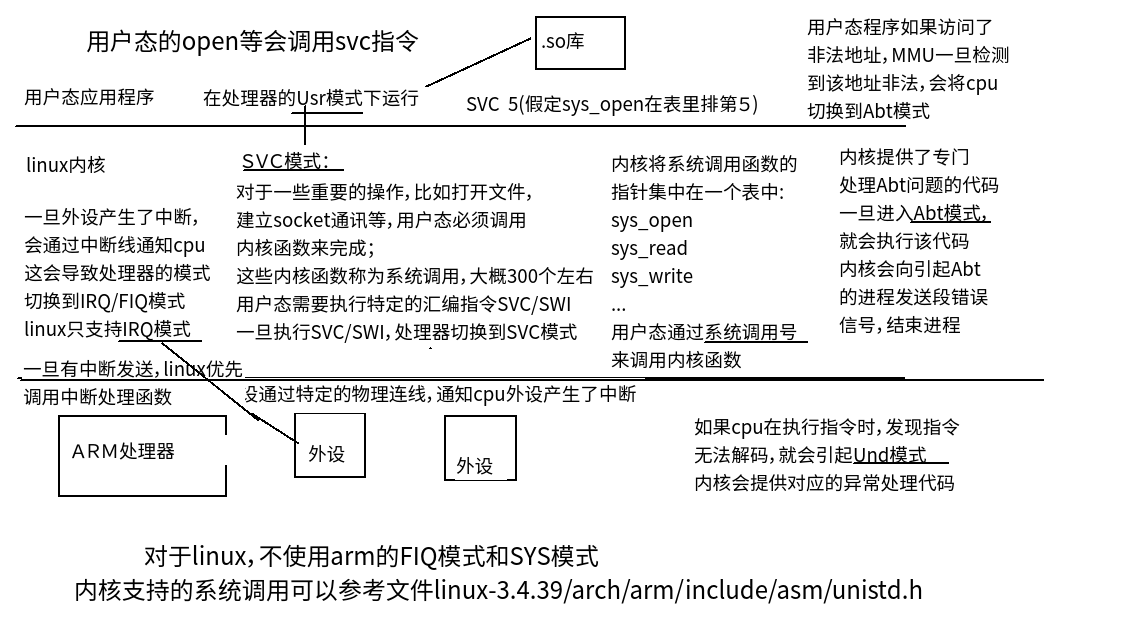 用户态的open等会调用svc指令
.so库
用户态程序如果访问了
非法地址，MMU一旦检测
到该地址非法，会将cpu
切换到Abt模式
用户态应用程序
在处理器的Usr模式下运行
SVC 5(假定sys_open在表里排第5)
linux内核
一旦外设产生了中断，
会通过中断线通知cpu
这会导致处理器的模式
切换到IRQ/FIQ模式
linux只支持IRQ模式
一旦有中断发送，linux优先
调用中断处理函数
SVC模式：
对于一些重要的操作，比如打开文件，
建立socket通讯等，用户态必须调用
内核函数来完成；
这些内核函数称为系统调用，大概300个左右
用户态需要执行特定的汇编指令SVC/SWI
一旦执行SVC/SWI，处理器切换到SVC模式
内核将系统调用函数的
指针集中在一个表中：
sys_open
sys_read
sys_write
...
用户态通过系统调用号
来调用内核函数
内核提供了专门
处理Abt问题的代码
一旦进入Abt模式，
就会执行该代码
内核会向引起Abt
的进程发送段错误
信号，结束进程
设通过特定的物理连线，通知cpu外设产生了中断
ARM处理器
外设
外设
如果cpu在执行指令时，发现指令
无法解码，就会引起Und模式
内核会提供对应的异常处理代码
对于linux，不使用arm的FIQ模式和SYS模式
内核支持的系统调用可以参考文件linux-3.4.39/arch/arm/include/asm/unistd.h